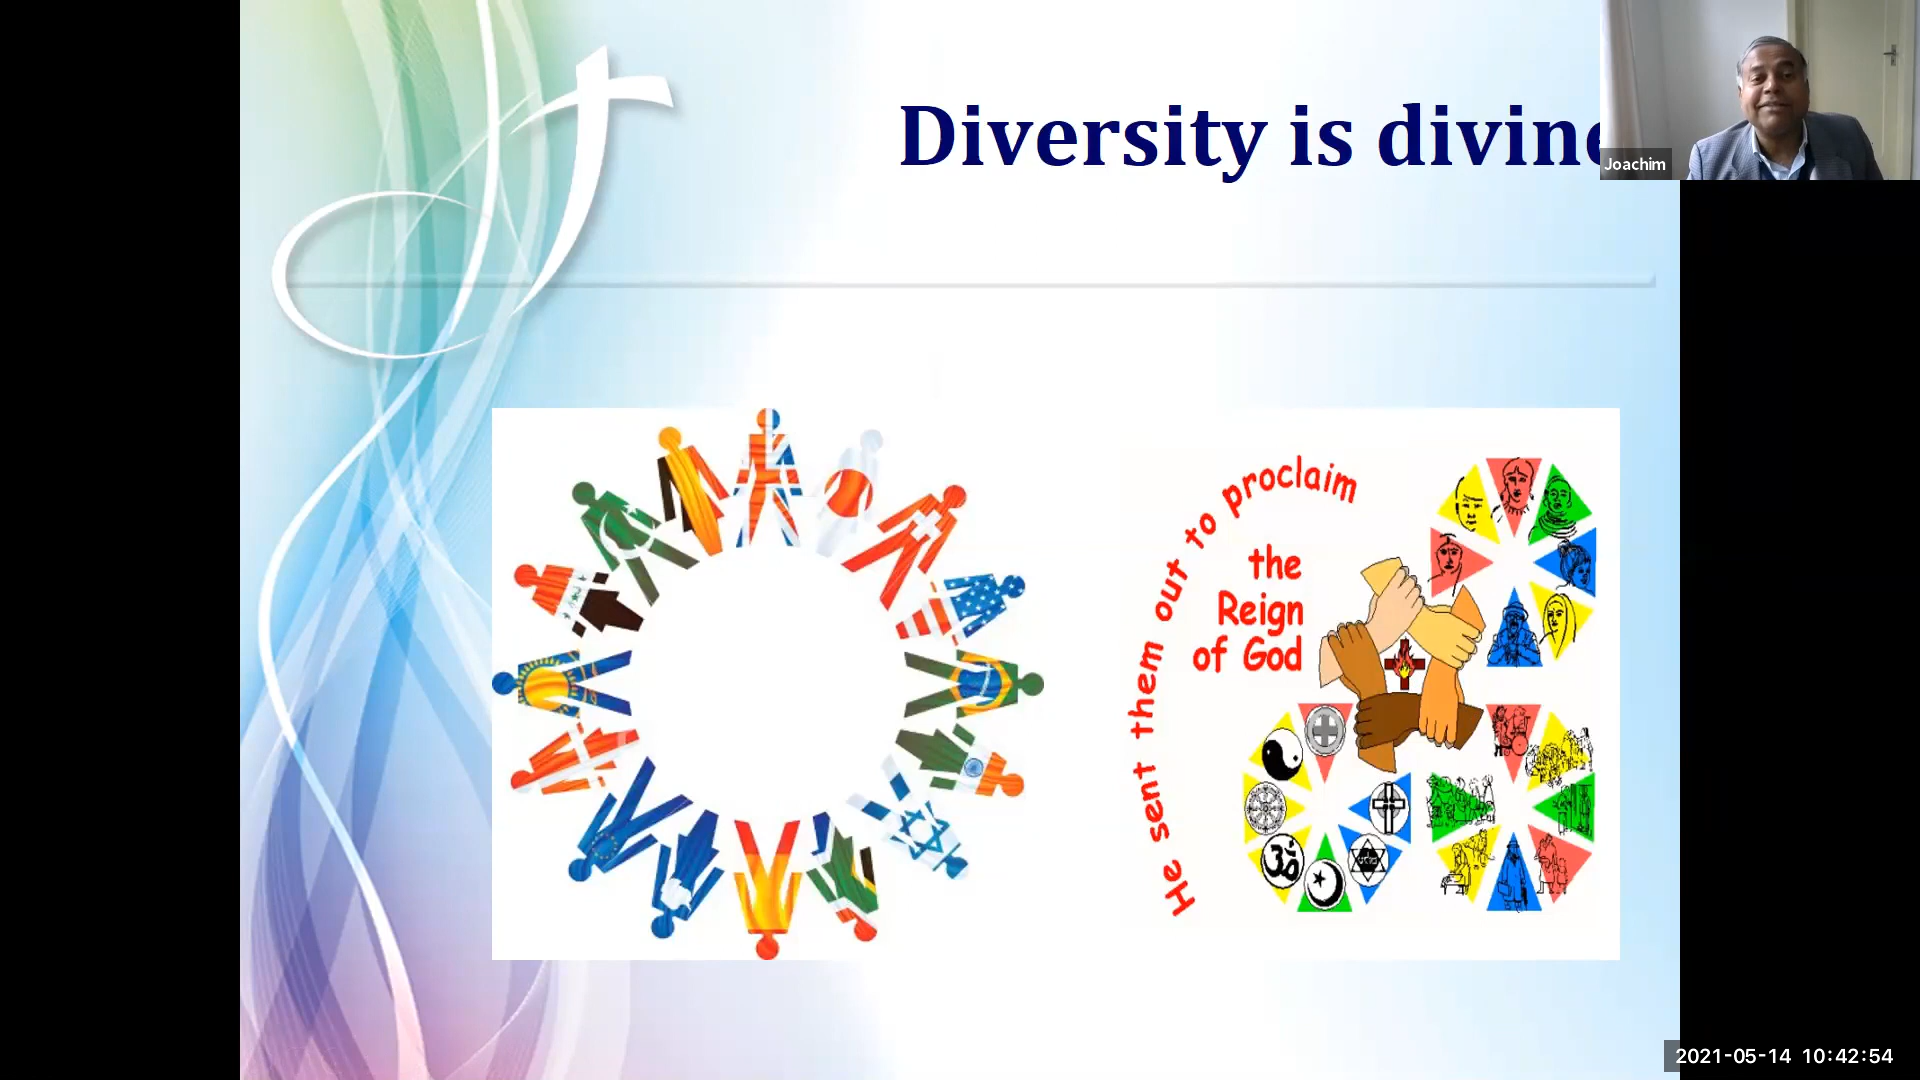 Diversity is divine
Joachim
He sent them out to proclaim
the
Reign
of God
ॐ
2021-05-14 10:42:54